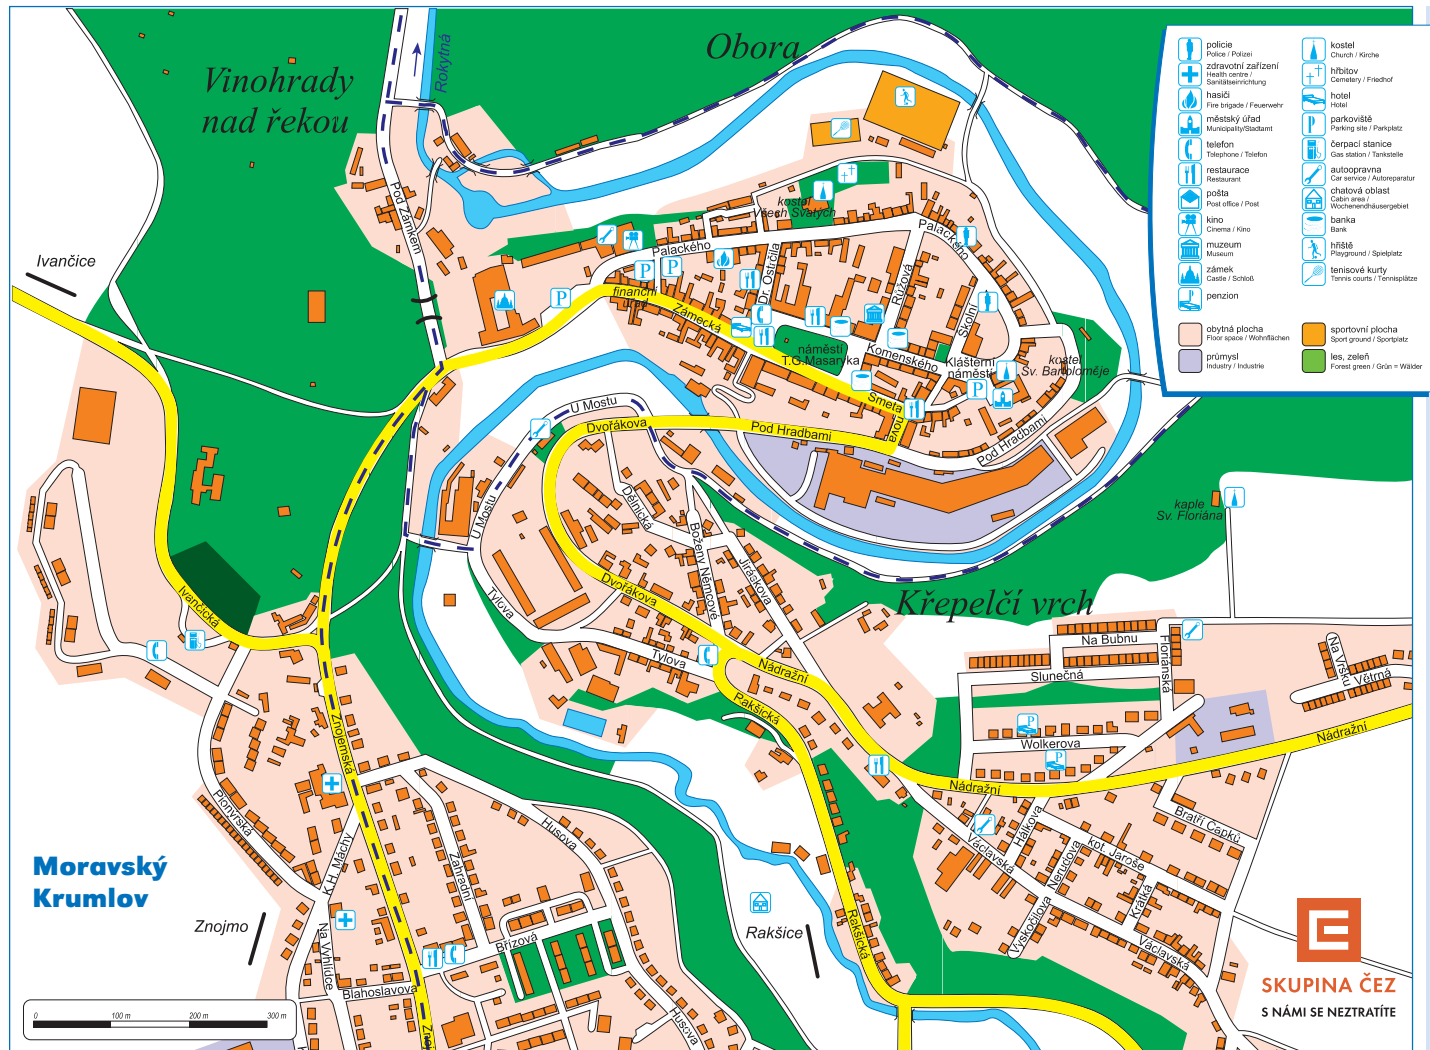 Vinohrady
nad řekou
Obora
Rokytná
Ivančice
Pod Zámkem
kostel
Všech Svatých
Palackého
Palackého
finanční
úřad
Zámecká
Dr. Ostrčila
Růžová
Školní
náměstí
T.G.Masaryka
Komenského
Klášterní
náměstí
kostel
Sv. Bartoloměje
Smeta
nova
U Mostu
Dvořákova
Pod Hradbami
Pod Hradbami
U Mostu
Dělnická
Boženy Němcové
Jiráskova
Dvořákova
Tylova
Tylova
Nádražní
Rakšická
kaple
Sv. Floriána
Křepelčí vrch
Na Bubnu
Slunečná
Floriánská
Na Vršku
Větrná
Wolkerova
Nádražní
Nádražní
Ivančická
Znojemská
Pionýrská
K.H. Máchy
Husova
Zahradní
Václavská
Hálkova
Nerudova
kpt. Jaroše
Bratří Čapků
Krátká
Vyskočilova
Václavská
Moravský
Krumlov
Znojmo
Na Vyhlídce
Břízová
Blahoslavova
Rakšice
Rakšická
Husova
Znoj
0 100 m 200 m 300 m
policie
Police / Polizei
zdravotní zařízení
Health centre /
Sanitätseinrichtung
hasiči
Fire brigade / Feuerwehr
městský úřad
Municipality/Stadtamt
telefon
Telephone / Telefon
restaurace
Restaurant
pošta
Post office / Post
kino
Cinema / Kino
muzeum
Museum
zámek
Castle / Schloß
penzion
kostel
Church / Kirche
hřbitov
Cemetery / Friedhof
hotel
Hotel
parkoviště
Parking site / Parkplatz
čerpací stanice
Gas station / Tankstelle
autoopravna
Car service / Autoreparatur
chatová oblast
Cabin area /
Wochenendhäusergebiet
banka
Bank
hřiště
Playground / Spielplatz
tenisové kurty
Tennis courts / Tennisplätze
obytná plocha
Floor space / Wohnflächen
průmysl
Industry / Industrie
sportovní plocha
Sport ground / Sportplatz
les, zeleň
Forest green / Grün = Wälder
SKUPINA ČEZ
S NÁMI SE NEZTRATÍTE